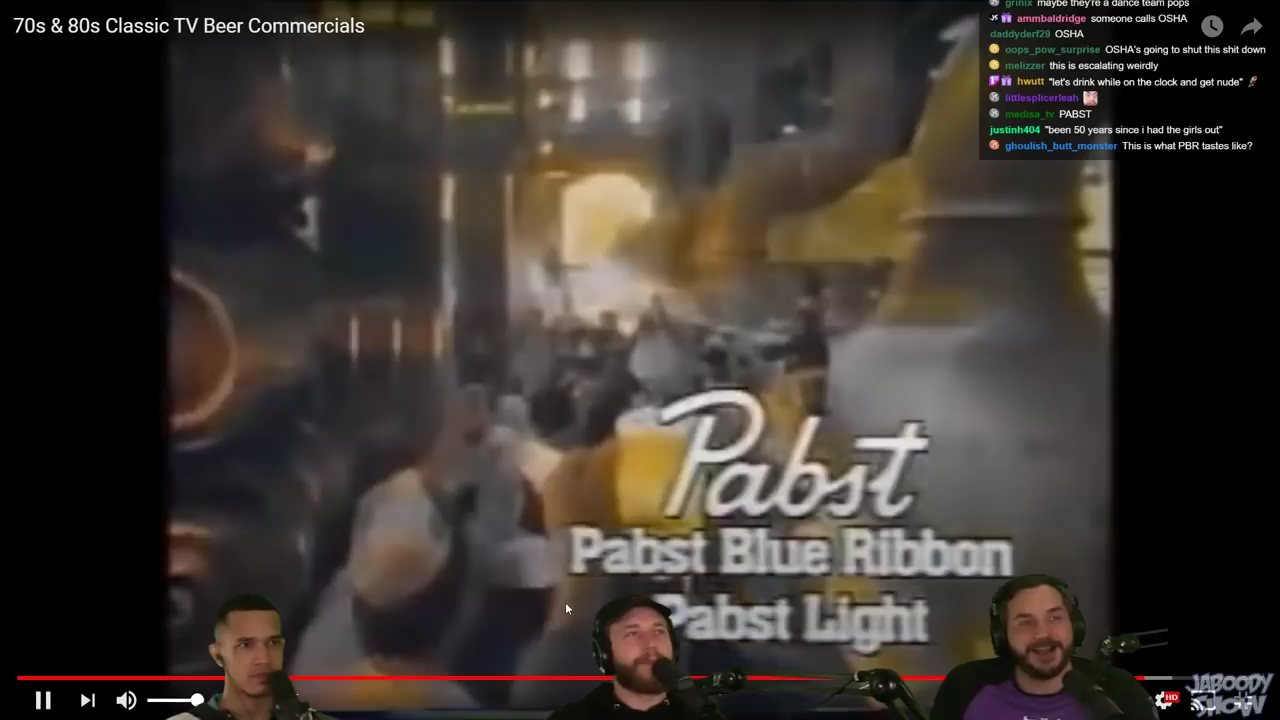 70s & 80s Classic TV Beer Commercials
grinix maybe they're a dance team pops
ammbaldridge someone calls OSHA
daddyderf29 OSHA
oops_pow_surprise OSHA's going to shut this shit down
melizzer this is escalating weirdly
hwutt "let's drink while on the clock and get nude"
littlesplicerleah
medisa_tv PABST
justinh404 "been 50 years since i had the girls out"
ghoulish_butt_monster This is what PBR tastes like?
Pabst
Pabst Blue Ribbon
Pabst Light
HD
JABOODY
SHOW